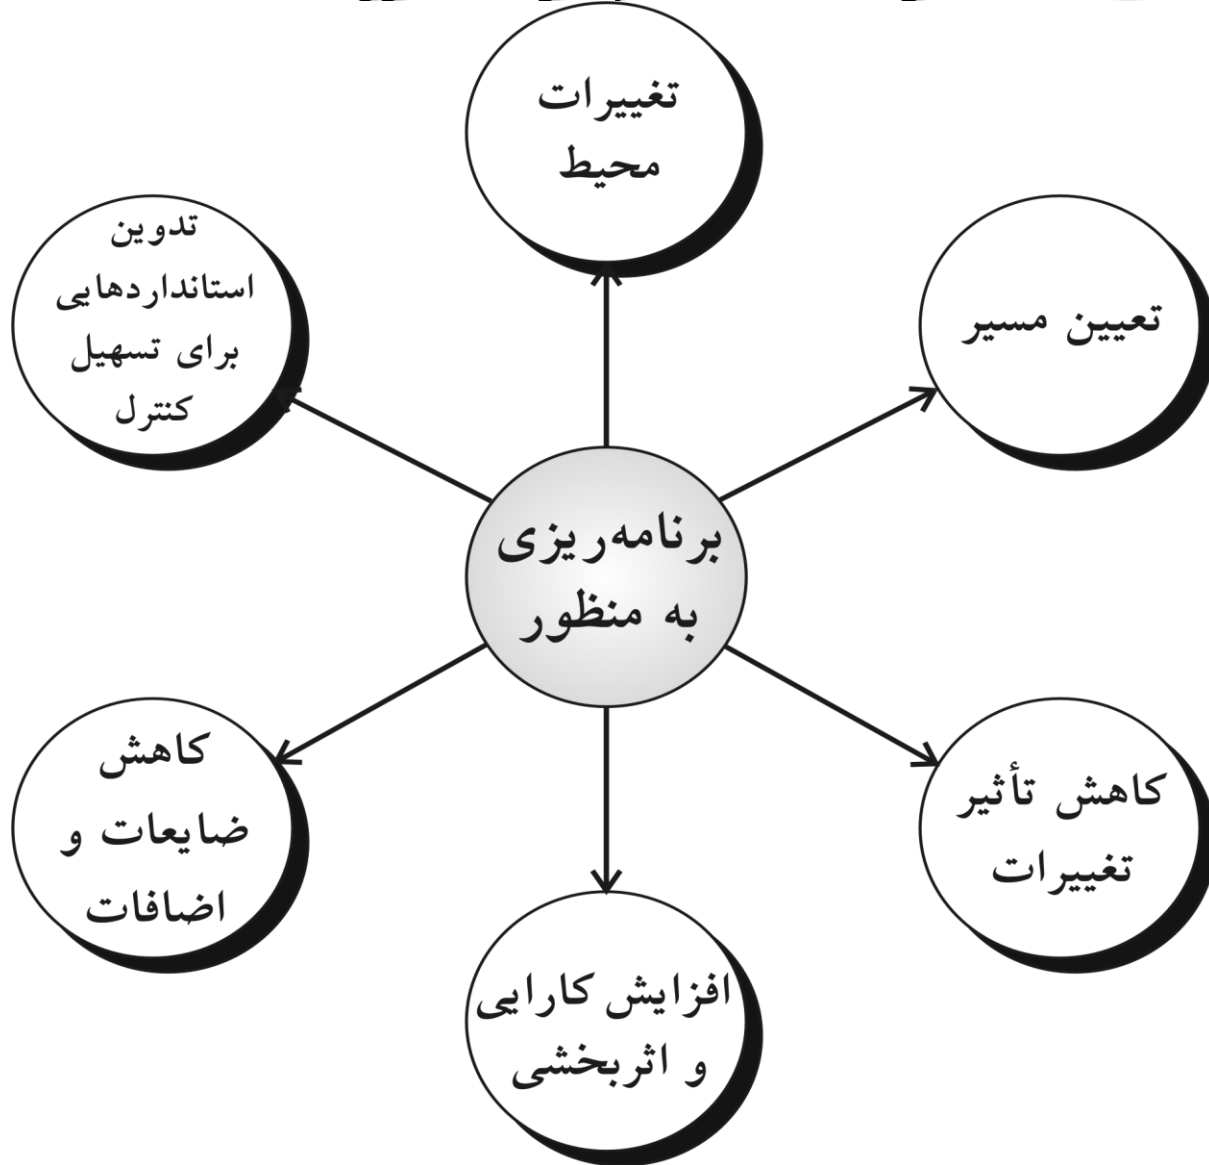 تغییرات
محیط
تعیین مسیر
تدوین
استانداردهایی
برای تسهیل
کنترل
برنامه‌ریزی
به منظور
کاهش تأثیر
تغییرات
کاهش
ضایعات و
اضافات
افزایش کارایی
و اثربخشی